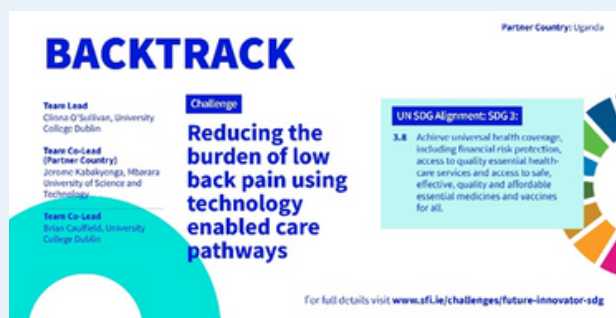 Partner Country: Uganda
BACKTRACK
Team Lead
Cliona O'Sullivan, University
College Dublin
Team Co-Lead
(Partner Country)
Jerome Kabakyenga, Mbarara
University of Science and
Technology
Team Co-Lead
Brian Caulfield, University
College Dublin
Challenge
Reducing the
burden of low
back pain using
technology
enabled care
pathways
UN SDG Alignment: SDG 3:
3.8 Achieve universal health coverage,
including financial risk protection,
access to quality essential health-
care services and access to safe,
effective, quality and affordable
essential medicines and vaccines
for all.
For full details visit www.sfi.ie/challenges/future-innovator-sdg